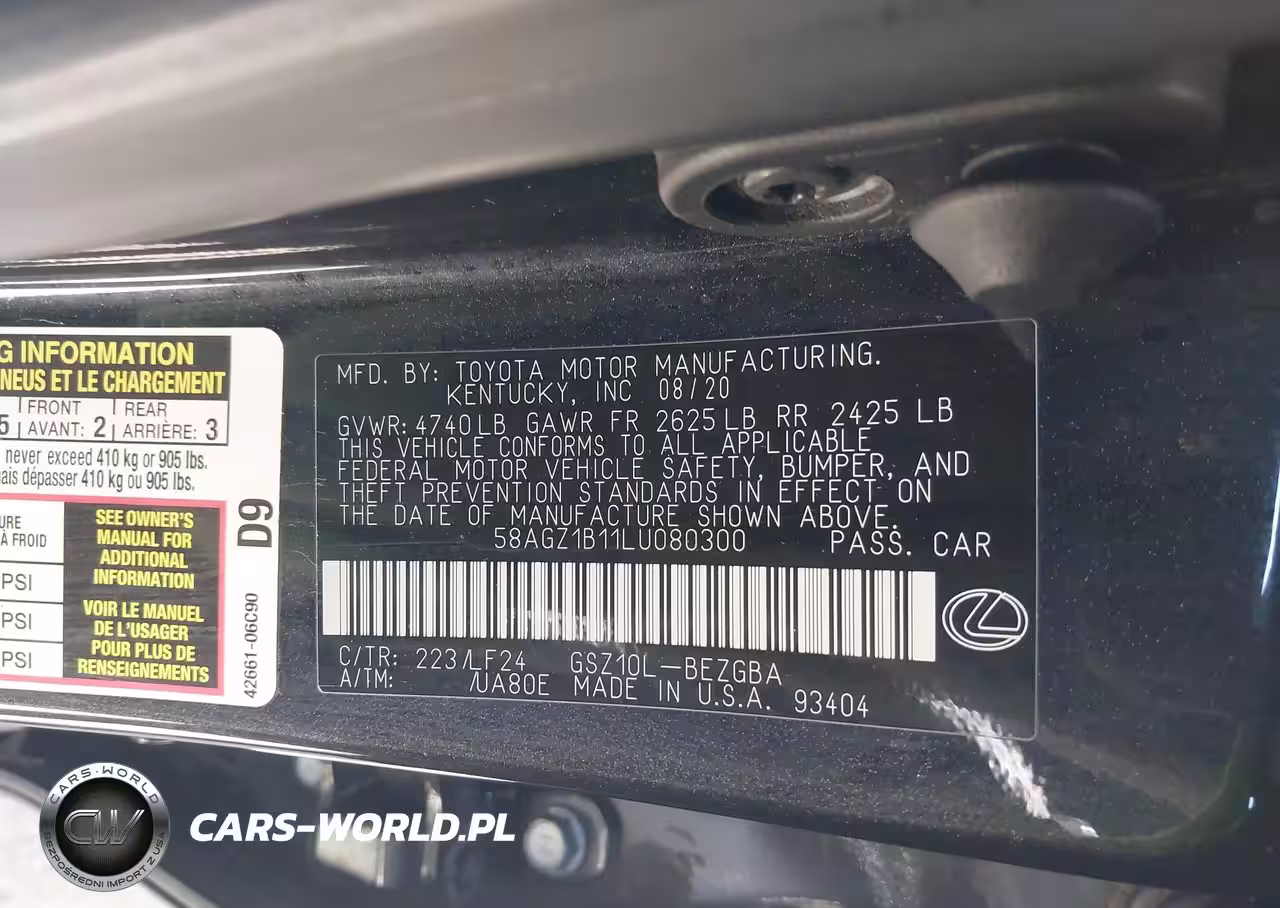 G INFORMATION
NEUS ET LE CHARGEMENT
5 FRONT AVANT: 2 REAR ARRIÈRE: 3
never exceed 410 kg or 905 lbs.
ais dépasser 410 kg ou 905 lbs.
URE
À FROID
PSI
PSI
PSI
SEE OWNER'S
MANUAL FOR
ADDITIONAL
INFORMATION
VOIR LE MANUEL
DE L'USAGER
POUR PLUS DE
RENSEIGNEMENTS
D9
42661-06C90
MFD. BY: TOYOTA MOTOR MANUFACTURING.
KENTUCKY, INC 08/20
GVWR: 4740LB GAWR FR 2625LB RR 2425 LB
THIS VEHICLE CONFORMS TO ALL APPLICABLE
FEDERAL MOTOR VEHICLE SAFETY, BUMPER, AND
THEFT PREVENTION STANDARDS IN EFFECT ON
THE DATE OF MANUFACTURE SHOWN ABOVE.
58AGZ1B11LU080300 PASS. CAR
C/TR: 223/LF24 GSZ10L-BEZGBA
A/TM: /UA80E MADE IN U.S.A. 93404
CARS-WORLD
CW
BEZPOŚREDNI IMPORT Z USA
CARS-WORLD.PL